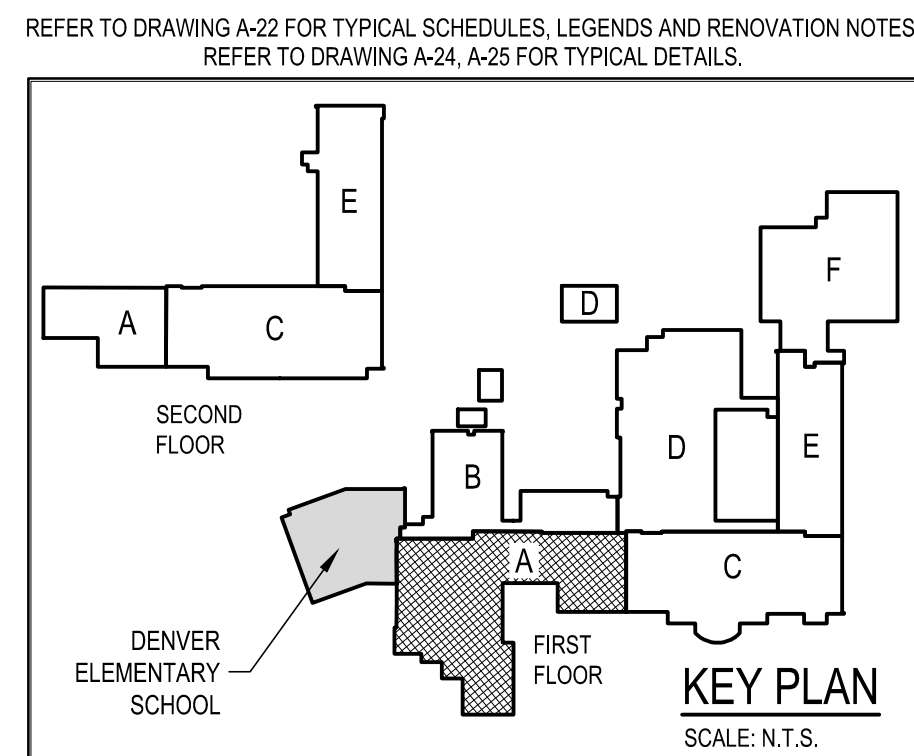 REFER TO DRAWING A-22 FOR TYPICAL SCHEDULES, LEGENDS AND RENOVATION NOTES
REFER TO DRAWING A-24, A-25 FOR TYPICAL DETAILS.
E
A
C
SECOND
FLOOR
F
D
B
D
E
A
C
DENVER
ELEMENTARY
SCHOOL
FIRST
FLOOR
KEY PLAN
SCALE: N.T.S.